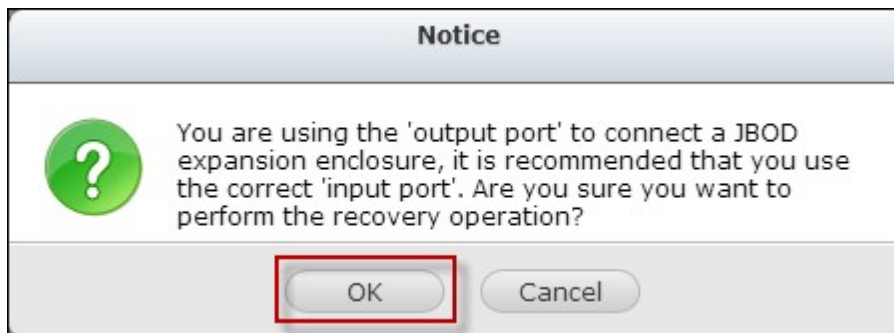 Notice
You are using the 'output port' to connect a JBOD
expansion enclosure, it is recommended that you use
the correct 'input port'. Are you sure you want to
perform the recovery operation?
OK
Cancel